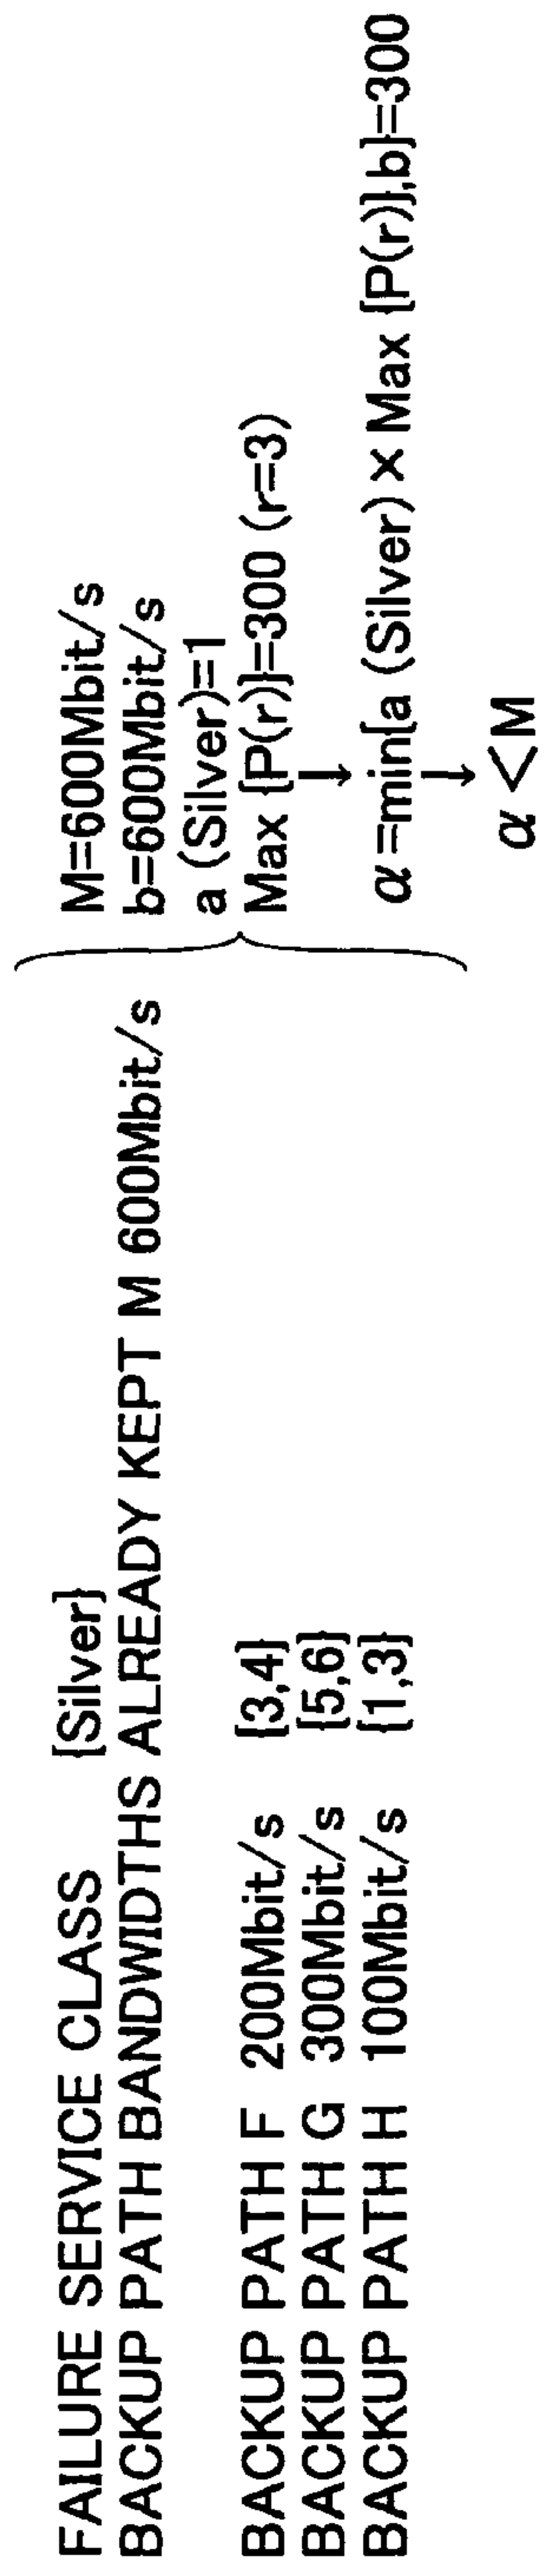 FAILURE SERVICE CLASS {Silver}
BACKUP PATH BANDWIDTHS ALREADY KEPT M 600Mbit/s
BACKUP PATH F 200Mbit/s {3,4}
BACKUP PATH G 300Mbit/s {5,6}
BACKUP PATH H 100Mbit/s {1,3}
M=600Mbit/s
b=600Mbit/s
a (Silver)=1
Max {P(r)}=300 (r=3)
↓
α=min{a (Silver) × Max {P(r)},b}=300
↓
α <M